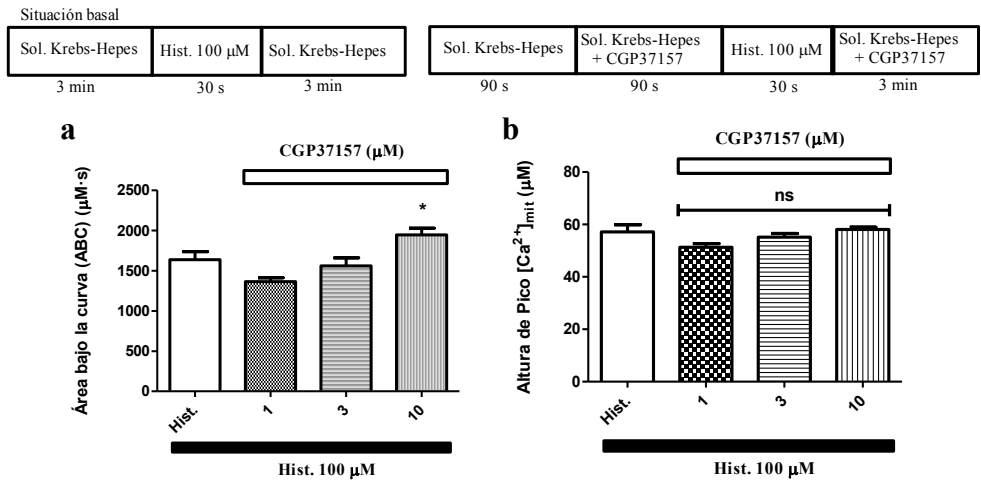 Situación basal
Sol. Krebs-Hepes
Hist. 100 μM
Sol. Krebs-Hepes
3 min
30 s
3 min
Sol. Krebs-Hepes
Sol. Krebs-Hepes
+ CGP37157
Hist. 100 μM
Sol. Krebs-Hepes
+ CGP37157
90 s
90 s
30 s
3 min
a
CGP37157 (μM)
Área bajo la curva (ABC) (μM·s)
2500
2000
1500
1000
500
0
*
Hist.
1
3
10
Hist. 100 μM
b
CGP37157 (μM)
ns
Altura de Pico [Ca2+]mit (μM)
80
60
40
20
0
Hist.
1
3
10
Hist. 100 μM